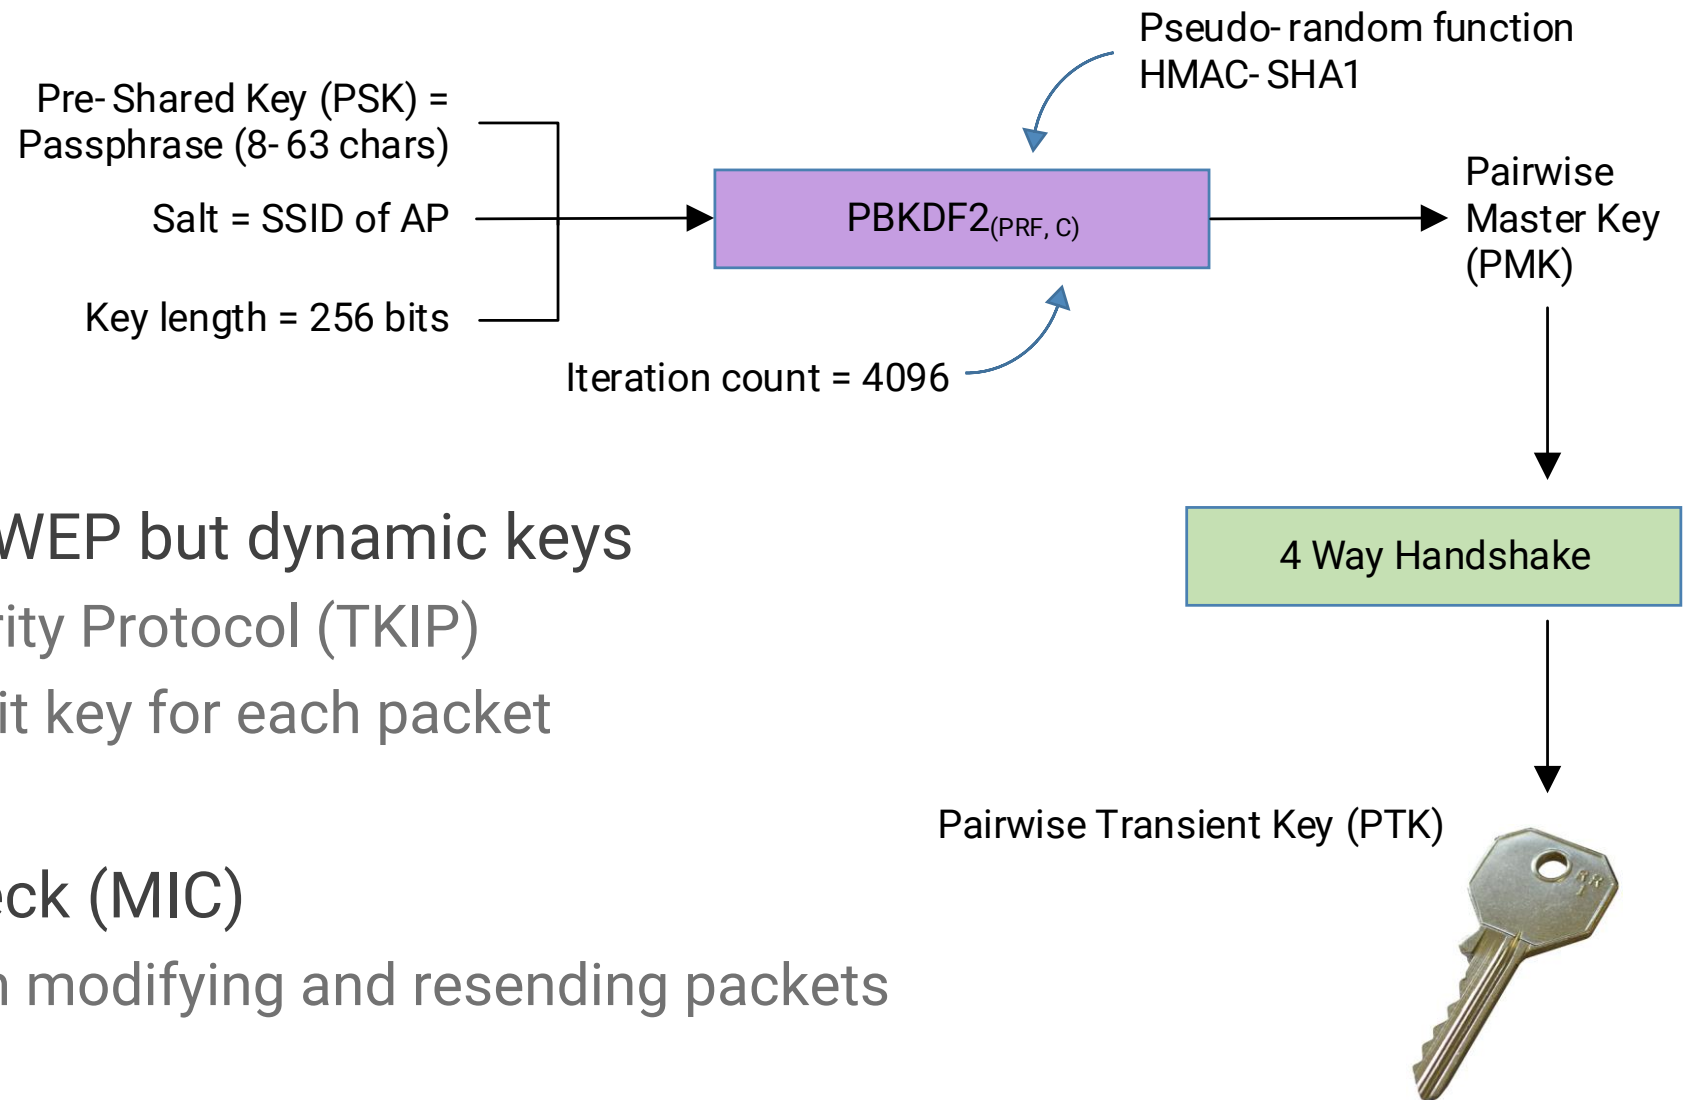 Pseudo-random function
HMAC-SHA1
Pre-Shared Key (PSK) =
Passphrase (8-63 chars)
Salt = SSID of AP
Key length = 256 bits
PBKDF2(PRF, C)
Iteration count = 4096
Pairwise
Master Key
(PMK)
4 Way Handshake
Pairwise Transient Key (PTK)
WEP but dynamic keys
rity Protocol (TKIP)
it key for each packet
eck (MIC)
n modifying and resending packets